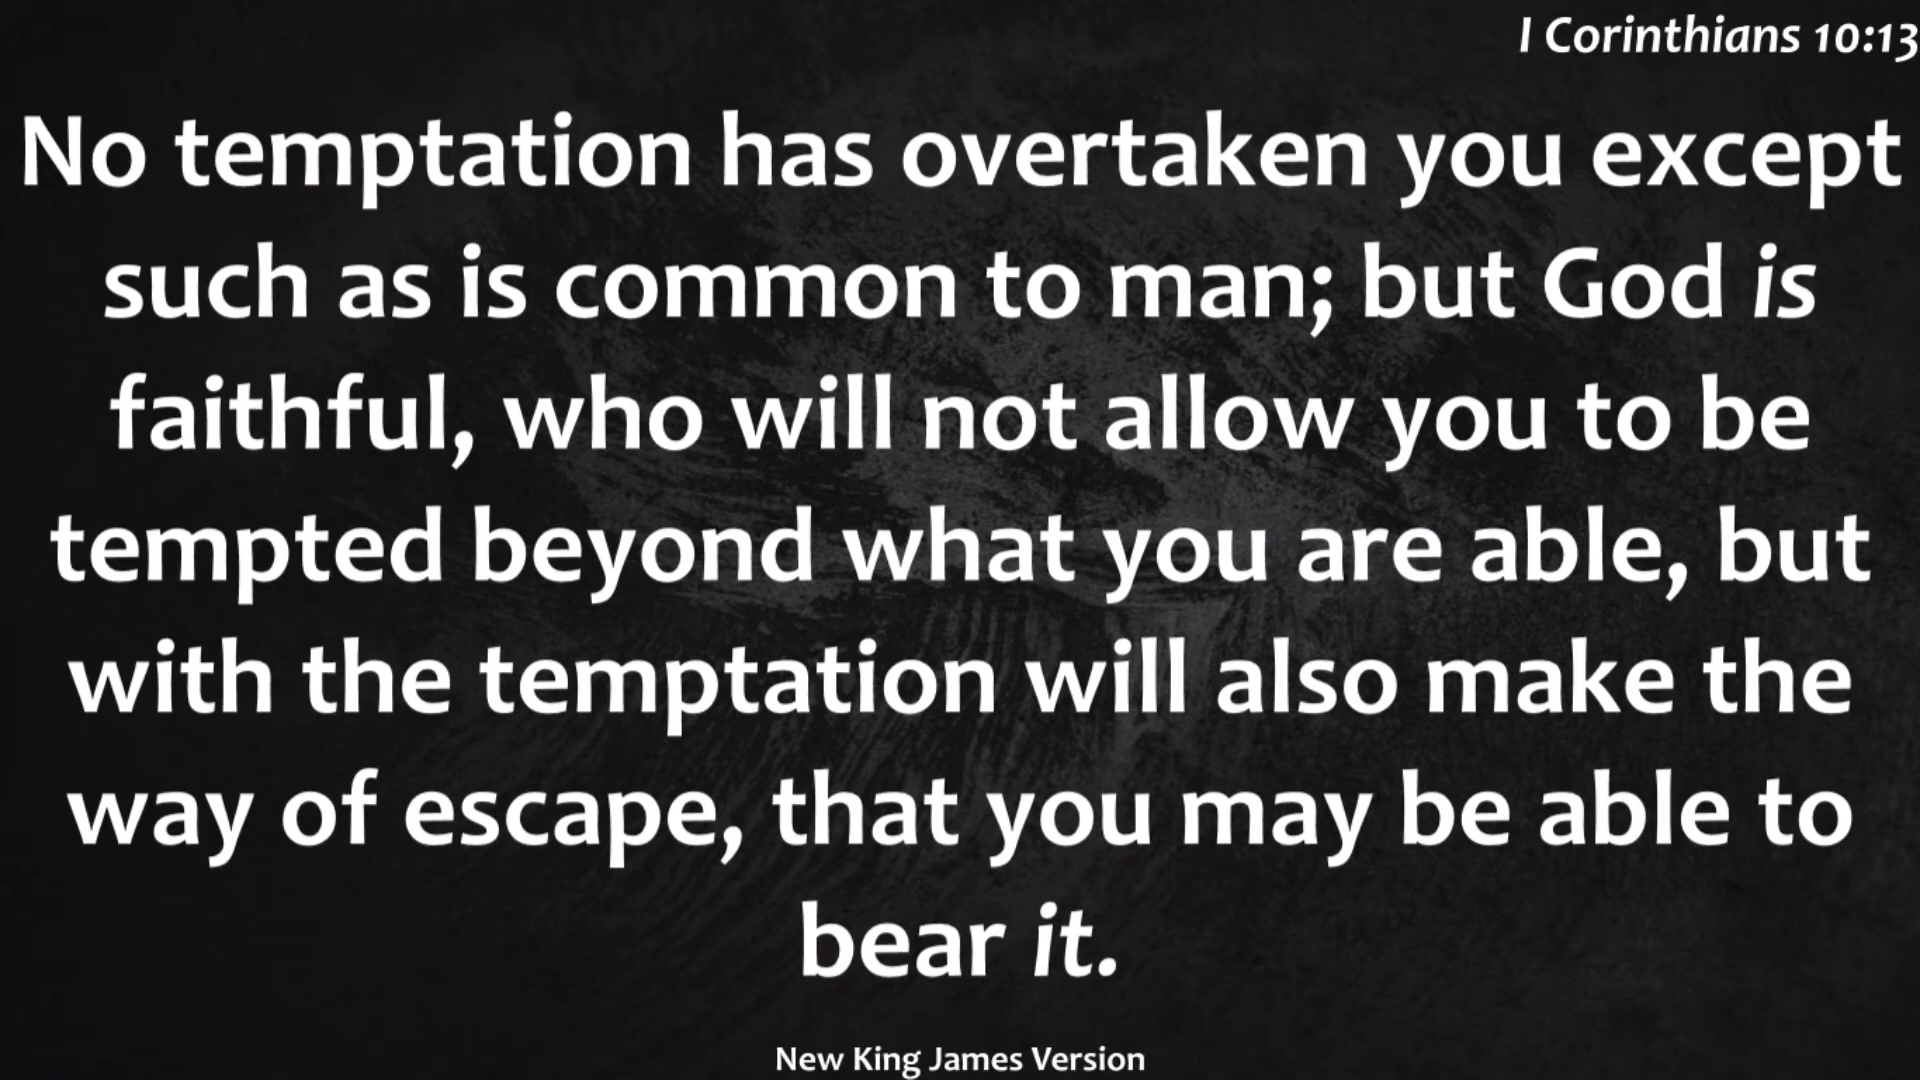 I Corinthians 10:13
No temptation has overtaken you except
such as is common to man; but God is
faithful, who will not allow you to be
tempted beyond what you are able, but
with the temptation will also make the
way of escape, that you may be able to
bear it.
New King James Version